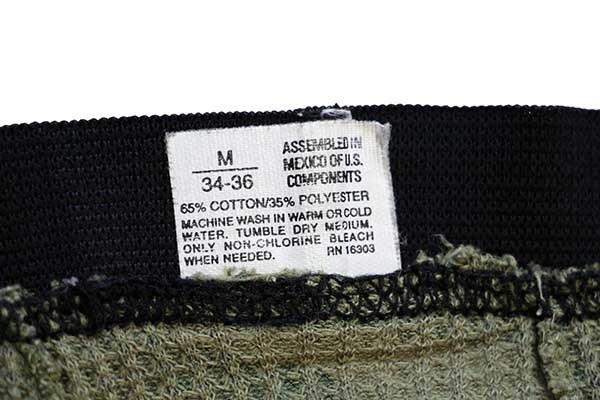 M
34-36
ASSEMBLED IN
MEXICO OF U.S.
COMPONENTS
65% COTTON/35% POLYESTER
MACHINE WASH IN WARM OR COLD
WATER. TUMBLE DRY MEDIUM.
ONLY NON-CHLORINE BLEACH
WHEN NEEDED. RN 16303